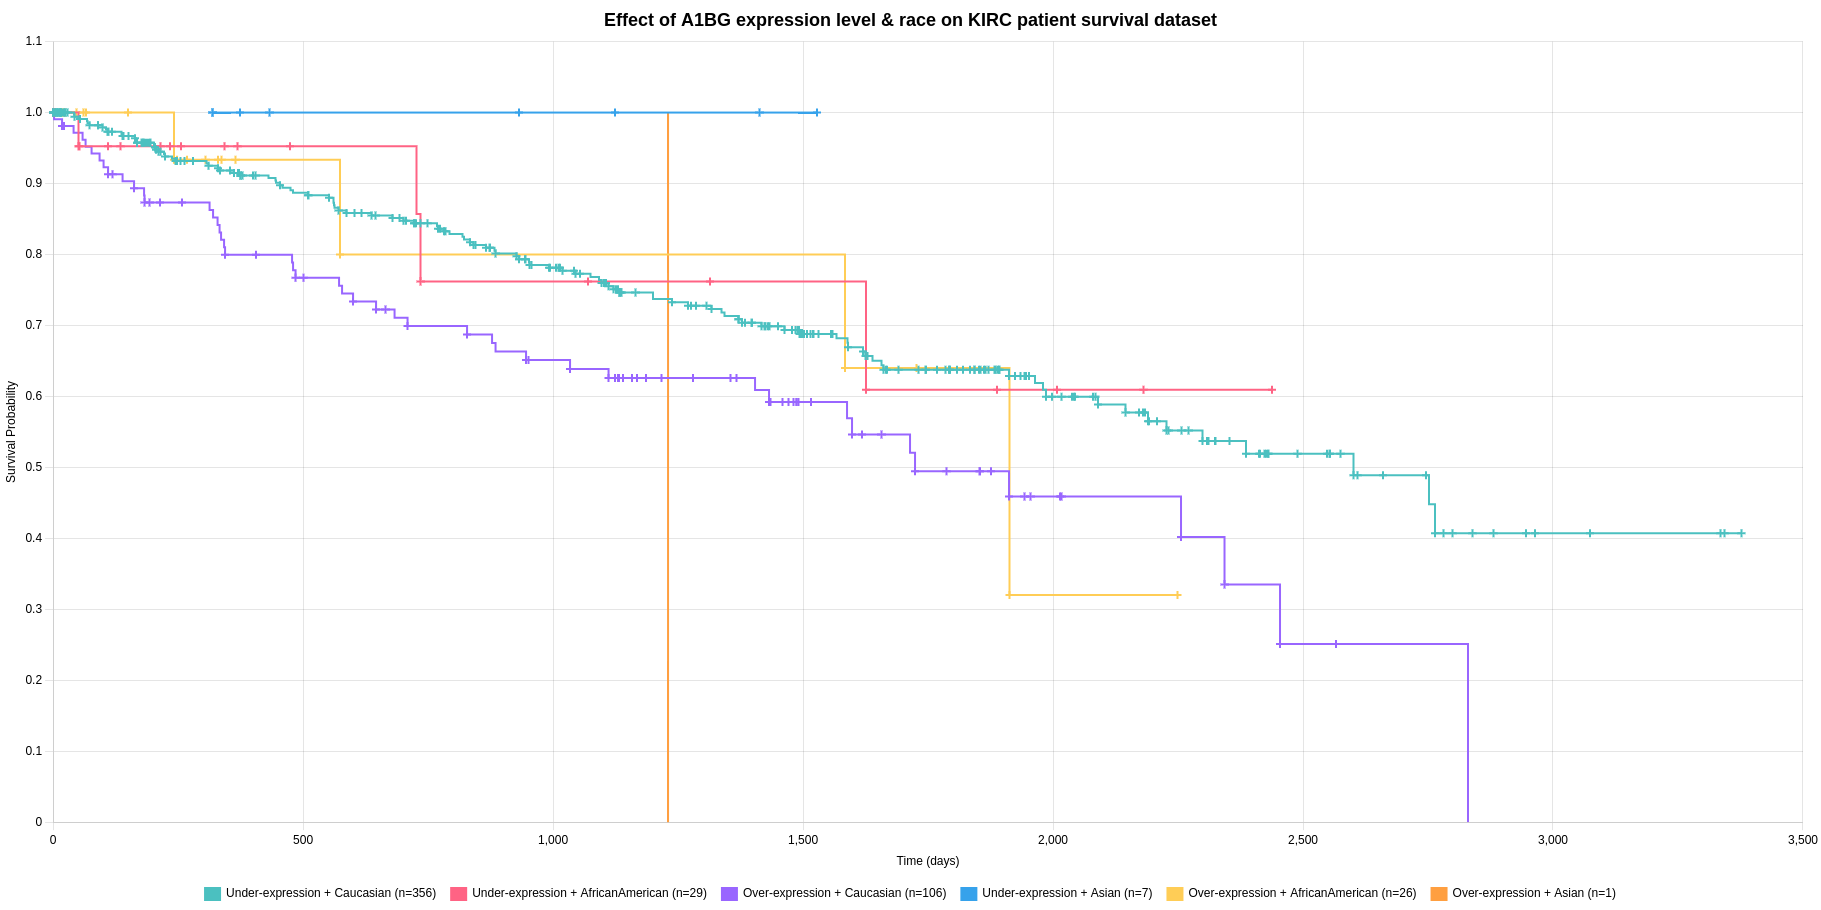 Effect of A1BG expression level & race on KIRC patient survival dataset
1.1
1.0
0.9
0.8
0.7
0.6
0.5
0.4
0.3
0.2
0.1
0
Survival Probability
0 500 1,000 1,500 2,000 2,500 3,000 3,500
Time (days)
Under-expression + Caucasian (n=356) Under-expression + AfricanAmerican (n=29) Over-expression + Caucasian (n=106) Under-expression + Asian (n=7) Over-expression + AfricanAmerican (n=26) Over-expression + Asian (n=1)